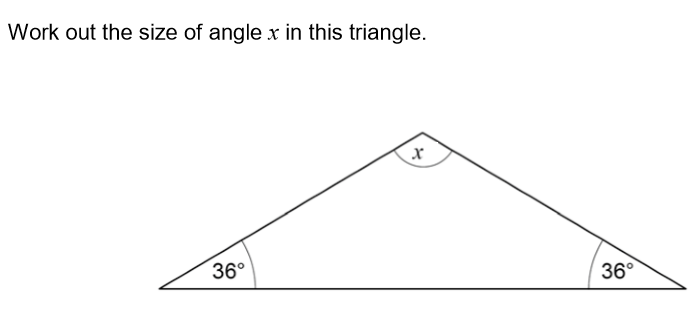 Work out the size of angle x in this triangle.
x
36°
36°